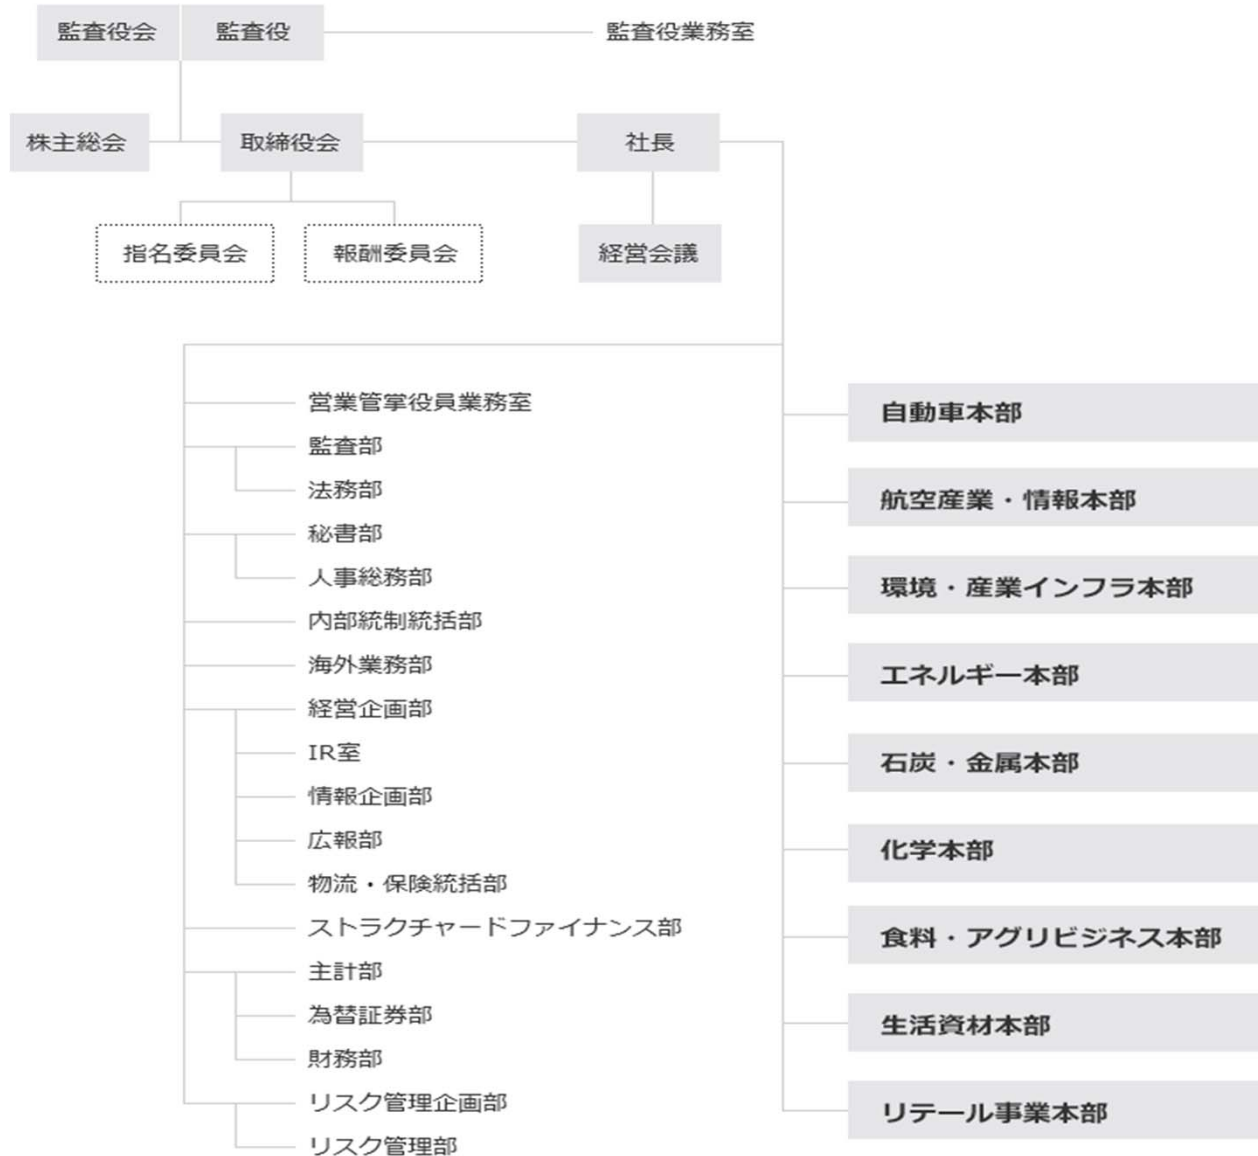 監査役会
監査役
監査役業務室
株主総会
取締役会
社長
指名委員会
報酬委員会
経営会議
営業管掌役員業務室
監査部
法務部
秘書部
人事総務部
内部統制統括部
海外業務部
経営企画部
IR室
情報企画部
広報部
物流・保険統括部
ストラクチャードファイナンス部
主計部
為替証券部
財務部
リスク管理企画部
リスク管理部
自動車本部
航空産業・情報本部
環境・産業インフラ本部
エネルギー本部
石炭・金属本部
化学本部
食料・アグリビジネス本部
生活資材本部
リテール事業本部